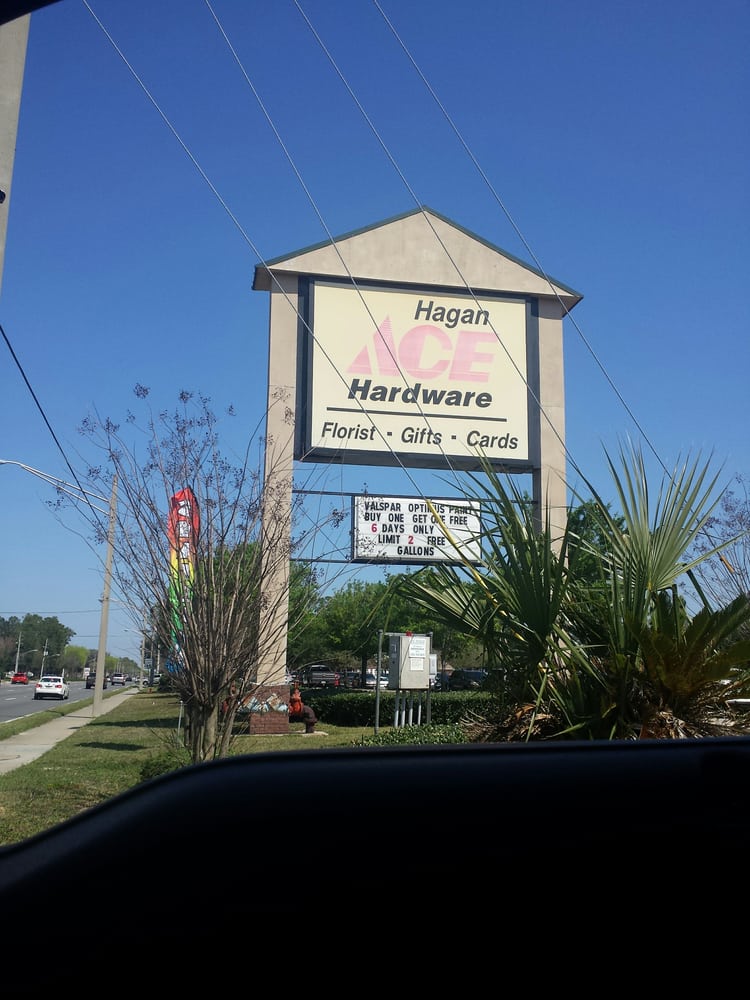 Hagan
ACE
Hardware
Florist - Gifts - Cards
VALSPAR OPTIMUS PAINT
BUY ONE GET ONE FREE
6 DAYS ONLY
LIMIT 2 FREE
GALLONS